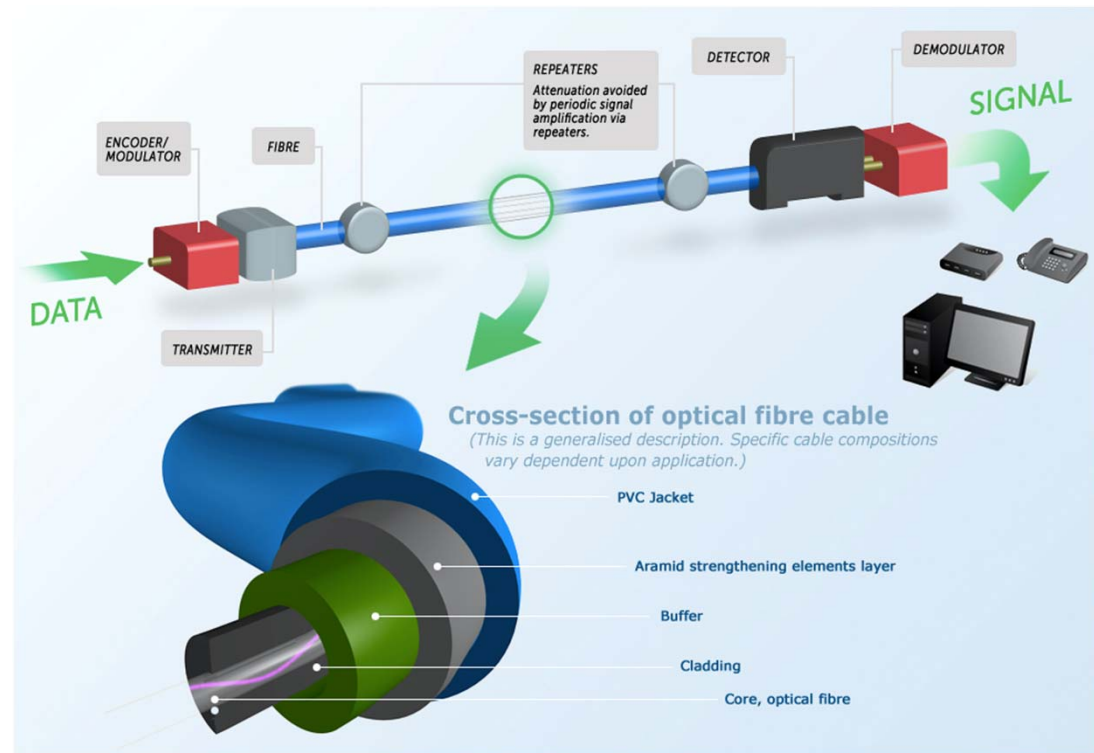 DEMODULATOR
DETECTOR
REPEATERS
Attenuation avoided
by periodic signal
amplification via
repeaters.
SIGNAL
ENCODER/
MODULATOR
FIBRE
DATA
TRANSMITTER
Cross-section of optical fibre cable
(This is a generalised description. Specific cable compositions
vary dependent upon application.)
PVC Jacket
Aramid strengthening elements layer
Buffer
Cladding
Core, optical fibre